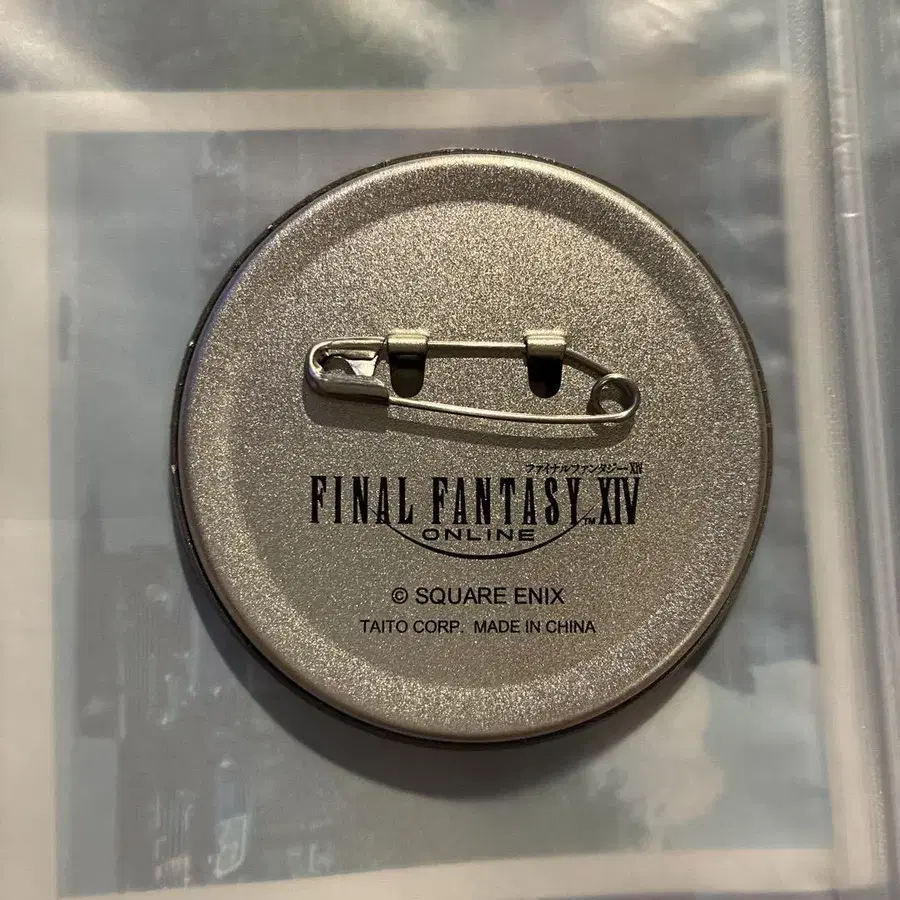 ファイナルファンタジーXIV
FINAL FANTASY™ XIV
ONLINE
© SQUARE ENIX
TAITO CORP. MADE IN CHINA